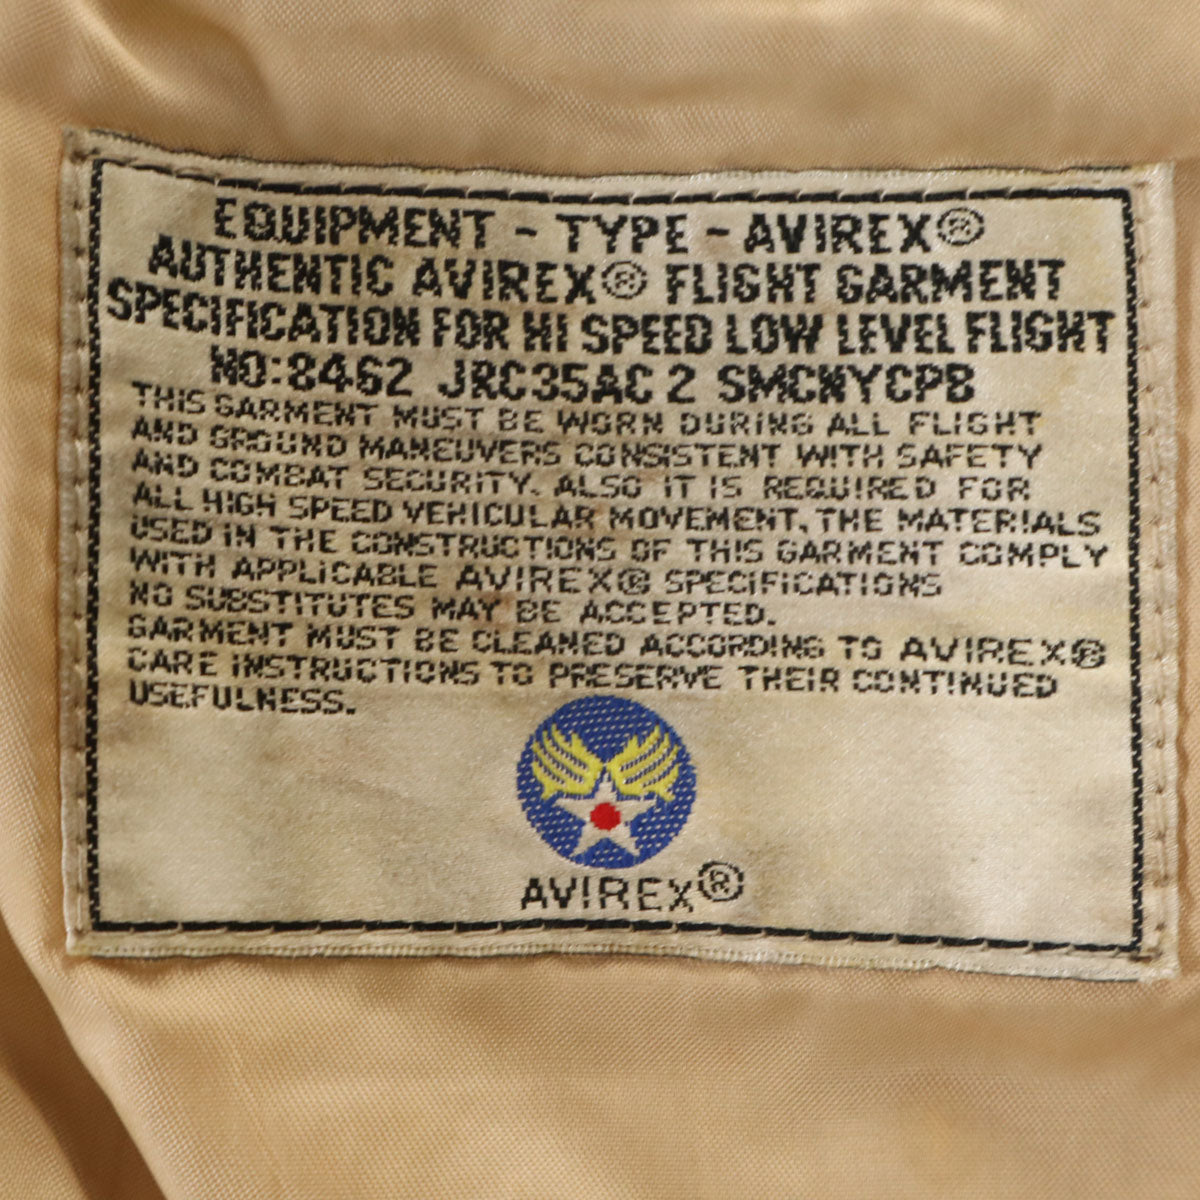 EQUIPMENT - TYPE - AVIREX®
AUTHENTIC AVIREX® FLIGHT GARMENT
SPECIFICATION FOR HI SPEED LOW LEVEL FLIGHT
NO:8462 JRC35AC 2 SMCNYCPB
THIS GARMENT MUST BE WORN DURING ALL FLIGHT
AND GROUND MANEUVERS CONSISTENT WITH SAFETY
AND COMBAT SECURITY. ALSO IT IS REQUIRED FOR
ALL HIGH SPEED VEHICULAR MOVEMENT, THE MATERIALS
USED IN THE CONSTRUCTIONS OF THIS GARMENT COMPLY
WITH APPLICABLE AVIREX® SPECIFICATIONS
NO SUBSTITUTES MAY BE ACCEPTED.
GARMENT MUST BE CLEANED ACCORDING TO AVIREX®
CARE INSTRUCTIONS TO PRESERVE THEIR CONTINUED
USEFULNESS.
AVIREX®